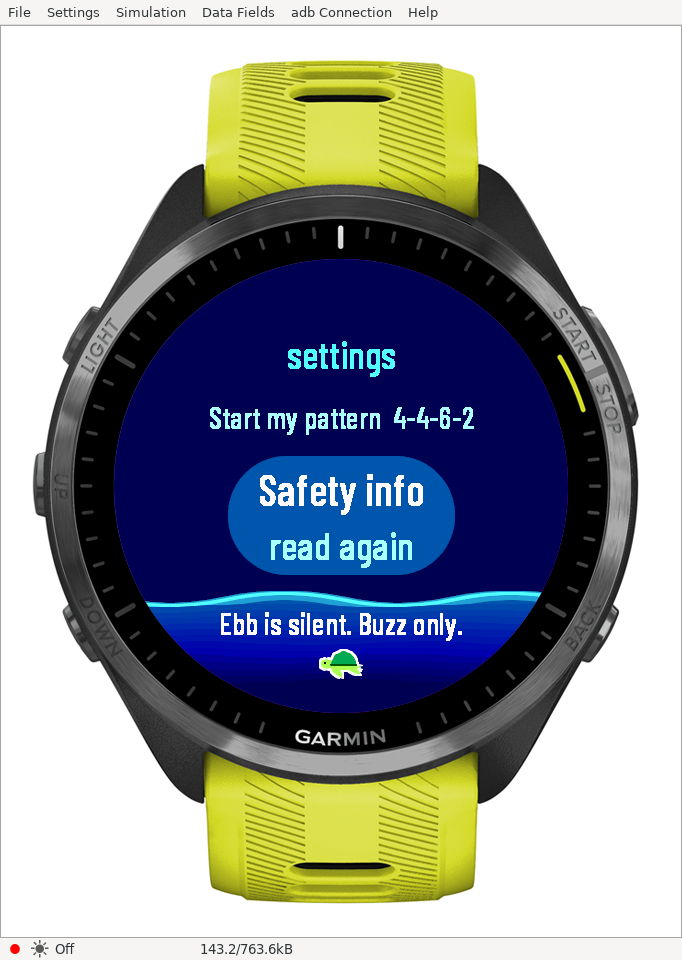 File Settings Simulation Data Fields adb Connection Help
LIGHT
START
STOP
UP
DOWN
BACK
settings
Start my pattern 4-4-6-2
Safety info
read again
Ebb is silent. Buzz only.
GARMIN
Off 143.2/763.6kB